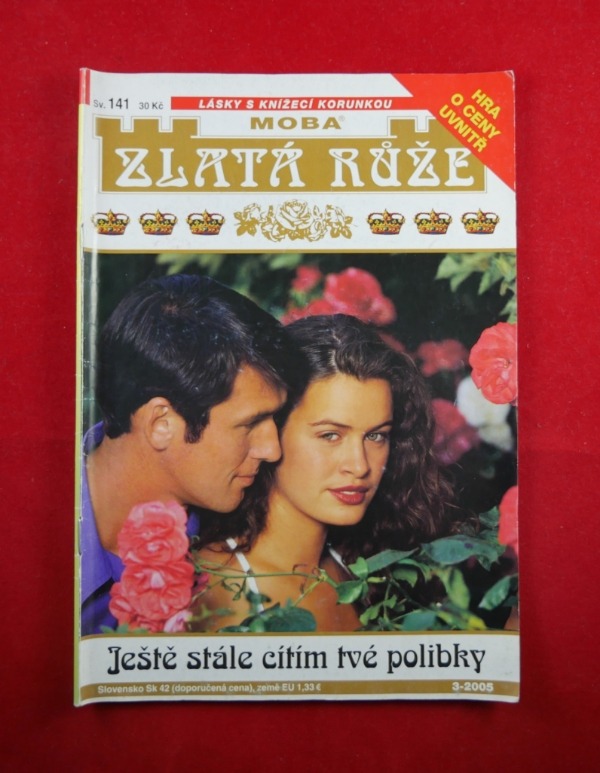 Sv. 141 30 Kč
LÁSKY S KNÍŽECÍ KORUNKOU
HRA
O CENY
UVNITŘ
MOBA®
ZLATÁ RŮŽE
Ještě stále cítím tvé polibky
Slovensko Sk 42 (doporučená cena), země EU 1,33 €
3-2005